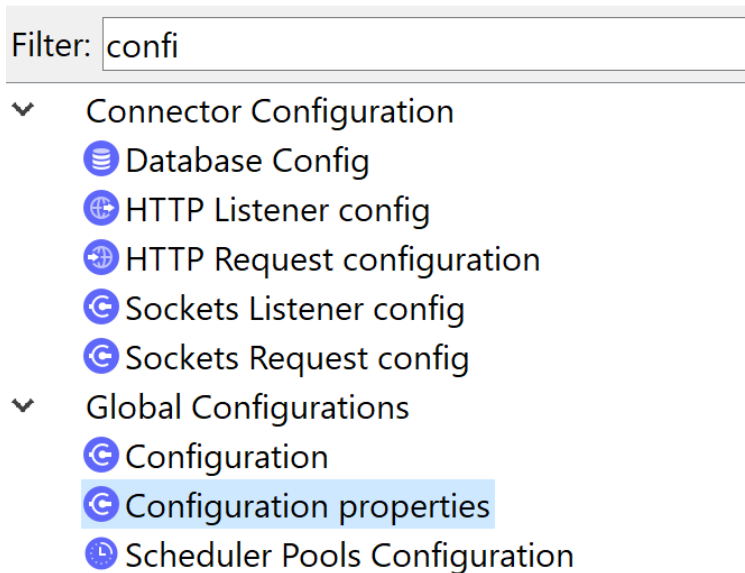 Filter: confi
Connector Configuration
Database Config
HTTP Listener config
HTTP Request configuration
Sockets Listener config
Sockets Request config
Global Configurations
Configuration
Configuration properties
Scheduler Pools Configuration